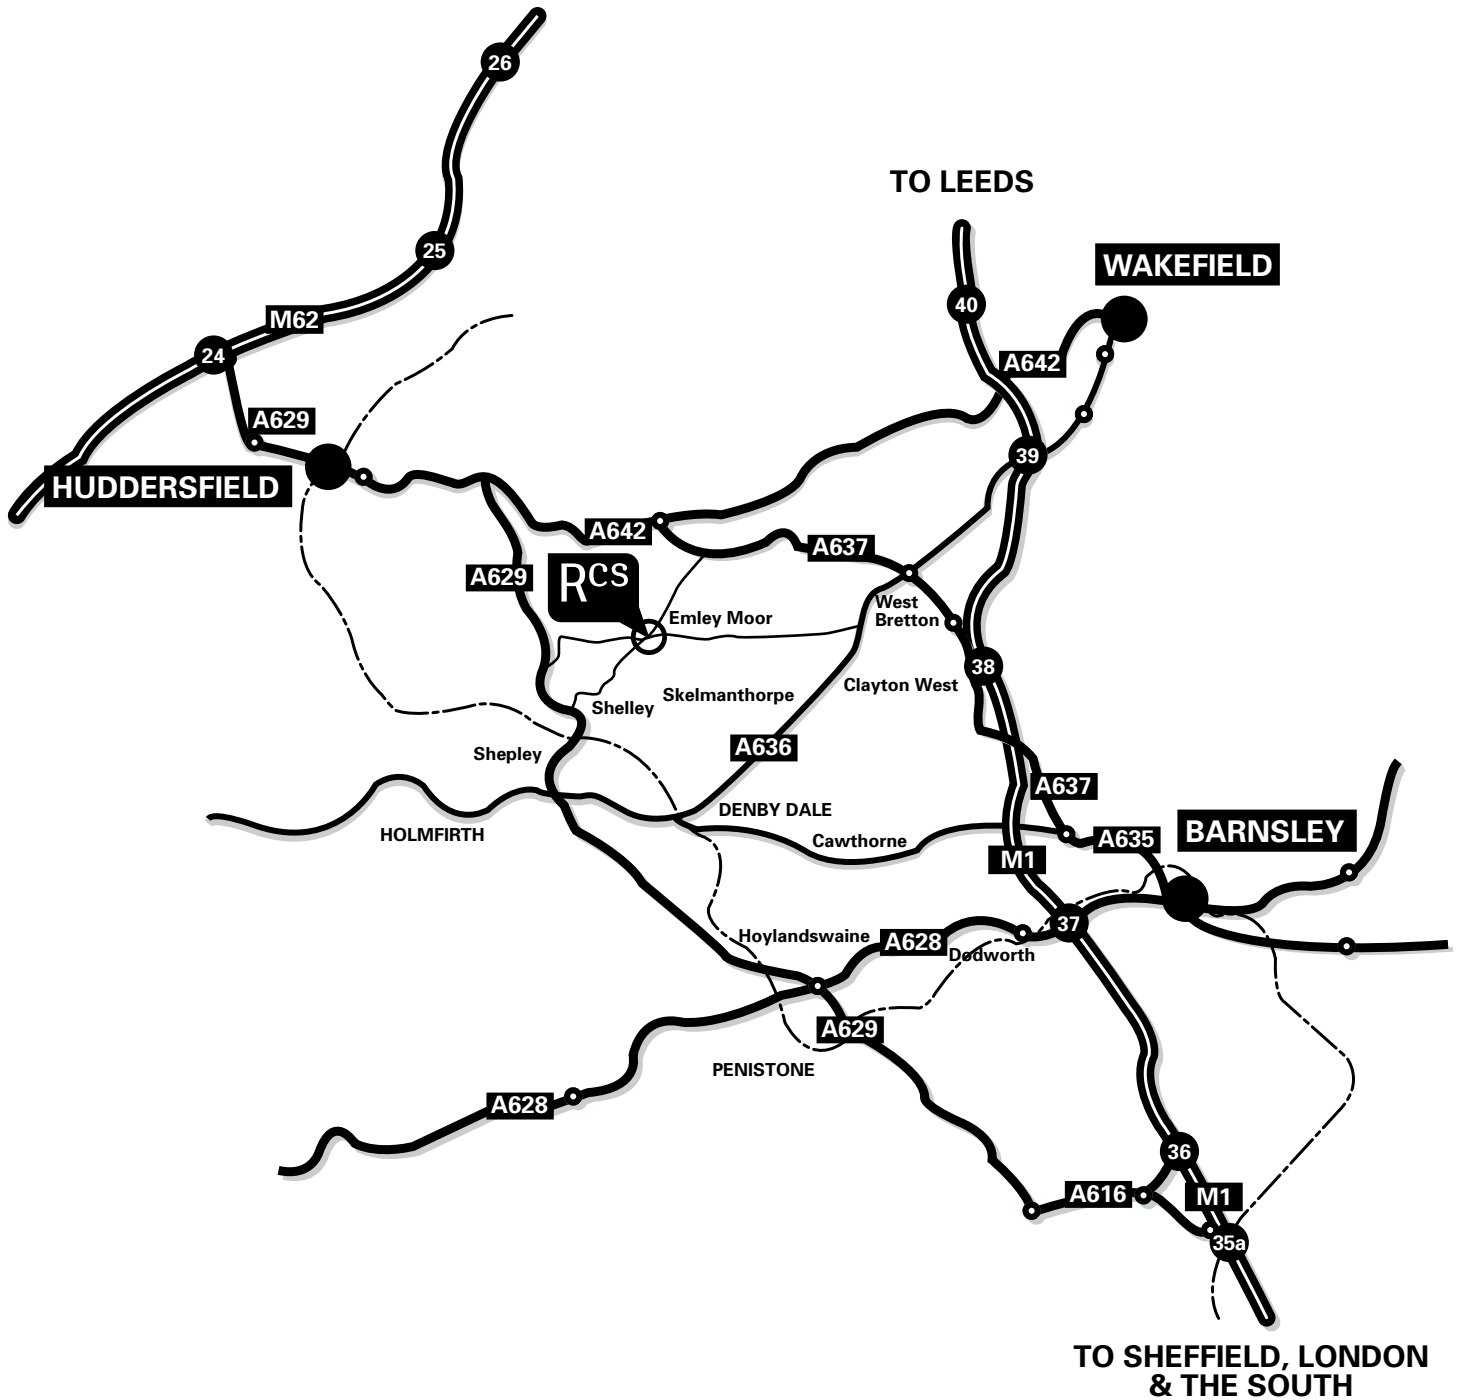 26
TO LEEDS
25
WAKEFIELD
40
M62
24
A642
A629
39
HUDDERSFIELD
A642
A637
A629
RCS
West
Bretton
Emley Moor
38
Clayton West
Skelmanthorpe
Shelley
A636
Shepley
A637
DENBY DALE
HOLMFIRTH
Cawthorne
A635
BARNSLEY
M1
37
Hoylandswaine
A628
Dodworth
A629
PENISTONE
A628
36
A616
M1
35a
TO SHEFFIELD, LONDON
& THE SOUTH